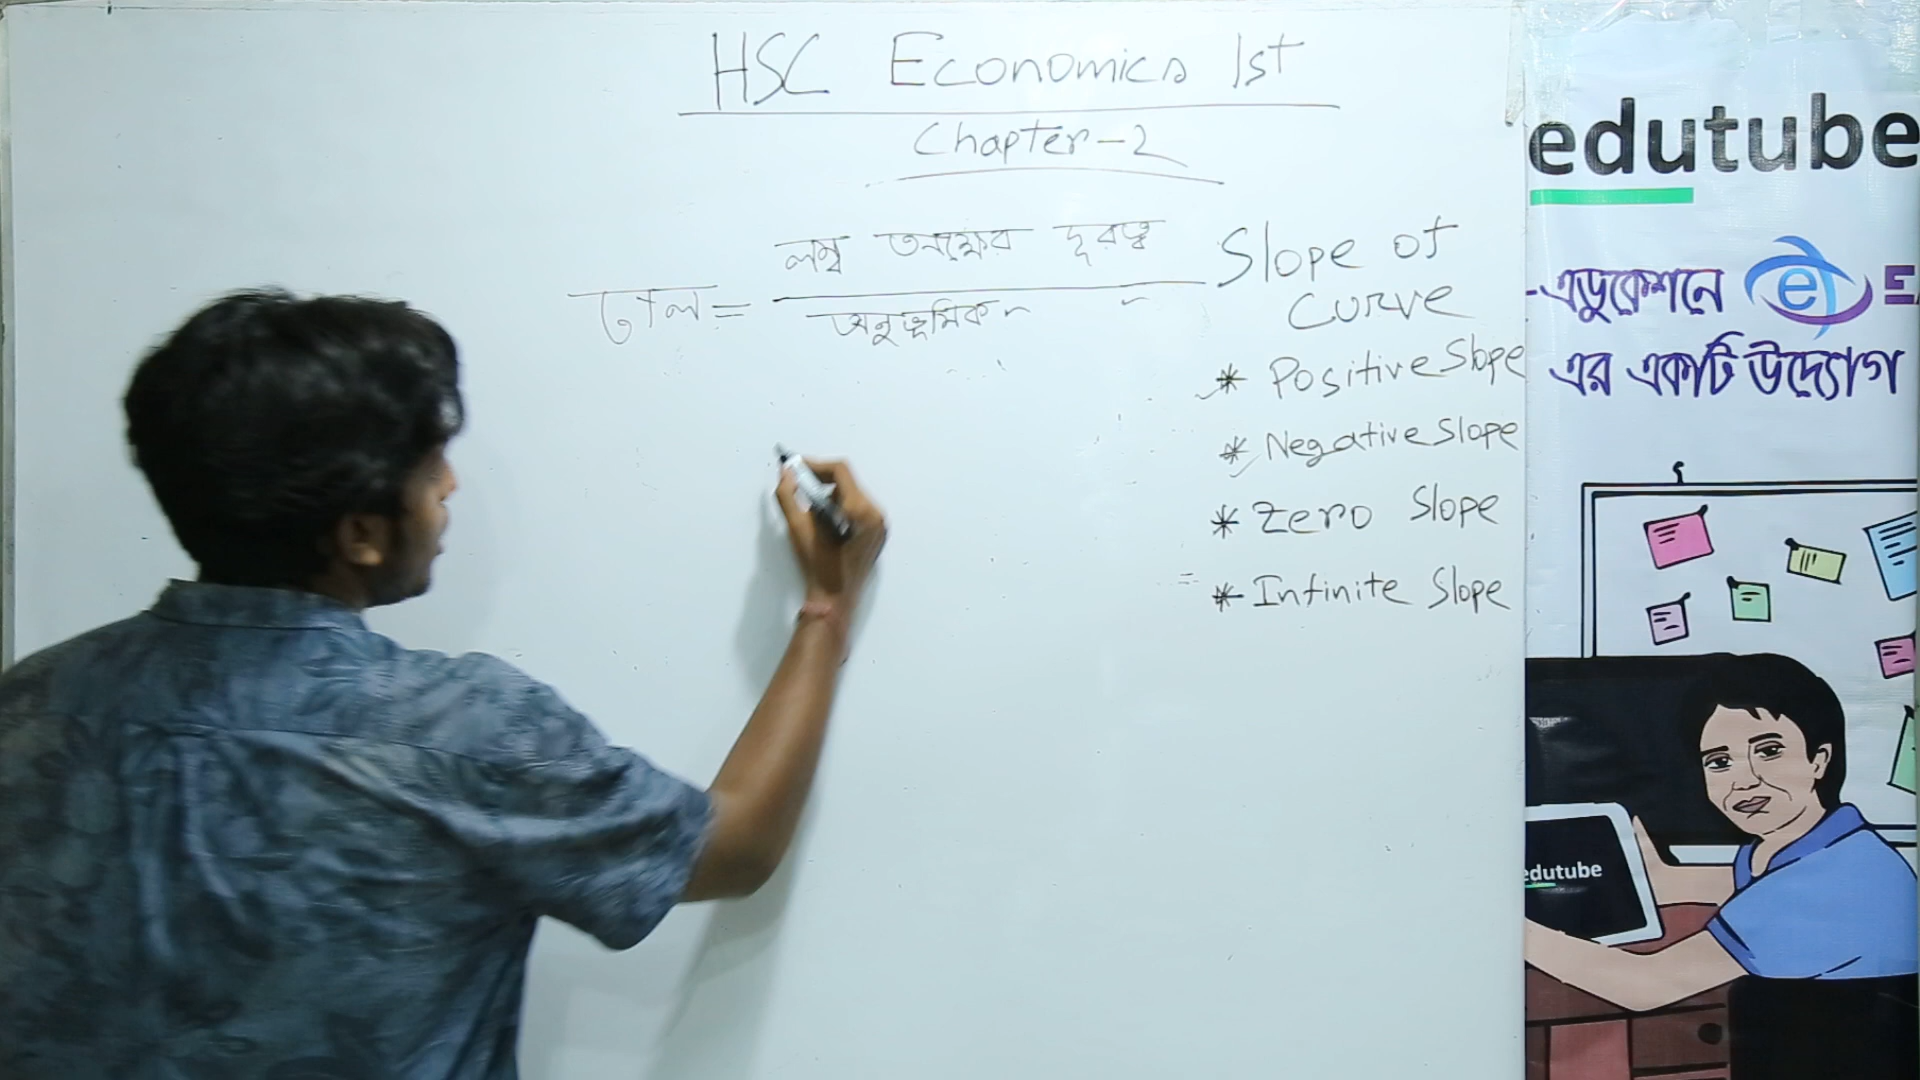 HSC Economics 1st
Chapter-2
লম্ব অক্ষের দূরত্ব
ঢাল =
অনুভূমিক " "
Slope of
curve
* Positive Slope
* Negative Slope
* Zero Slope
* Infinite Slope
edutube
-এডুকেশনে e E
এর একটি উদ্যোগ
edutube